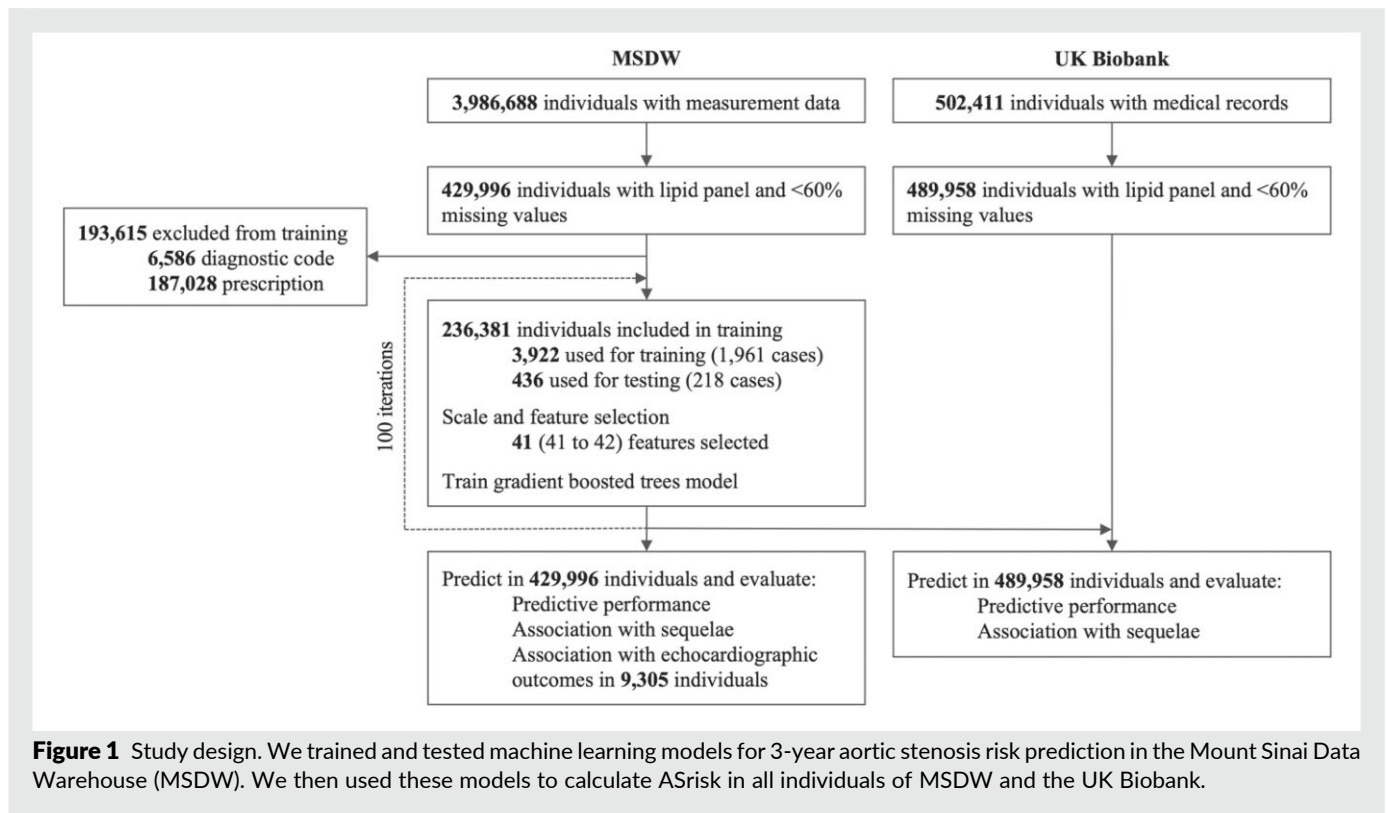 MSDW
UK Biobank
3,986,688 individuals with measurement data
502,411 individuals with medical records
429,996 individuals with lipid panel and <60%
missing values
489,958 individuals with lipid panel and <60%
missing values
193,615 excluded from training
6,586 diagnostic code
187,028 prescription
100 iterations
236,381 individuals included in training
3,922 used for training (1,961 cases)
436 used for testing (218 cases)
Scale and feature selection
41 (41 to 42) features selected
Train gradient boosted trees model
Predict in 429,996 individuals and evaluate:
Predictive performance
Association with sequelae
Association with echocardiographic
outcomes in 9,305 individuals
Predict in 489,958 individuals and evaluate:
Predictive performance
Association with sequelae
Figure 1 Study design. We trained and tested machine learning models for 3-year aortic stenosis risk prediction in the Mount Sinai Data
Warehouse (MSDW). We then used these models to calculate ASrisk in all individuals of MSDW and the UK Biobank.